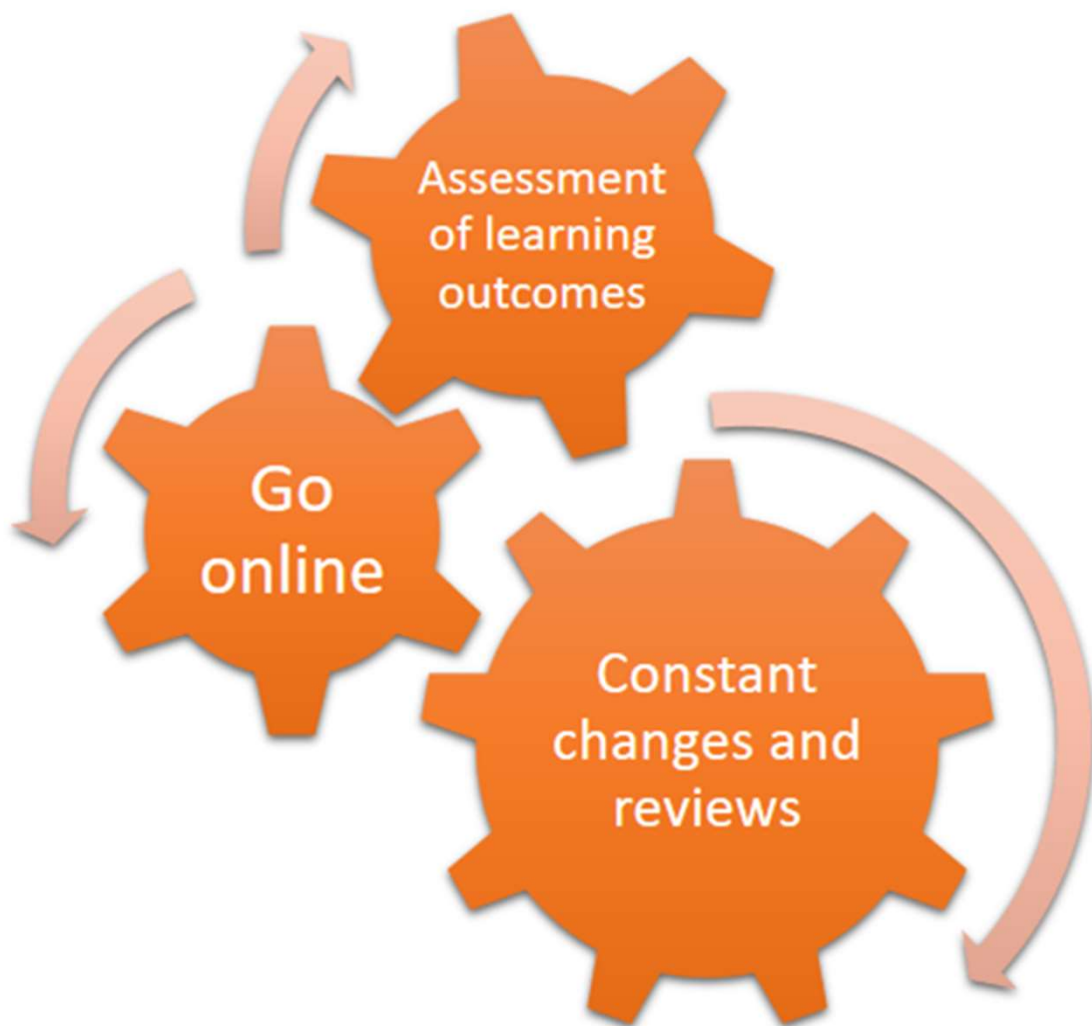 Assessment
of learning
outcomes
Go
online
Constant
changes and
reviews